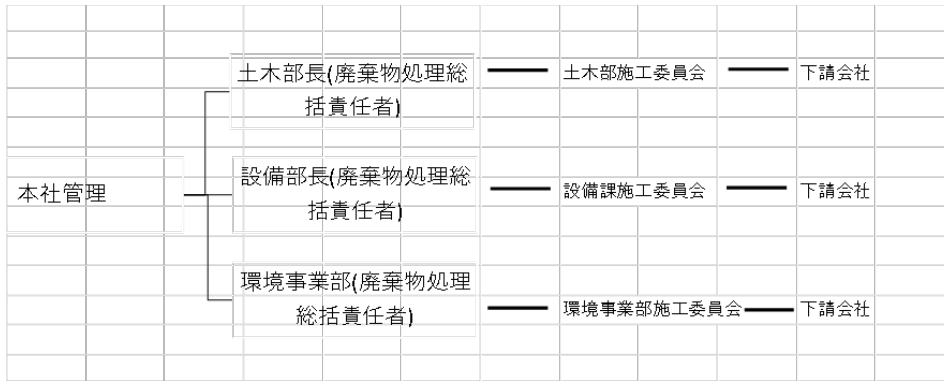 土木部長(廃棄物処理総
括責任者)
土木部施工委員会
下請会社
本社管理
設備部長(廃棄物処理総
括責任者)
設備課施工委員会
下請会社
環境事業部(廃棄物処理
総括責任者)
環境事業部施工委員会
下請会社